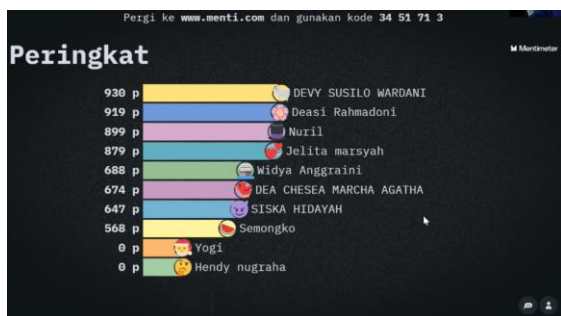 Pergi ke www.menti.com dan gunakan kode 34 51 71 3
Peringkat
Mentimeter
930 p DEVY SUSILO WARDANI
919 p Deasi Rahmadoni
899 p Nuril
879 p Jelita marsyah
688 p Widya Anggraini
674 p DEA CHESEA MARCHA AGATHA
647 p SISKA HIDAYAH
568 p Semongko
0 p Yogi
0 p Hendy nugraha